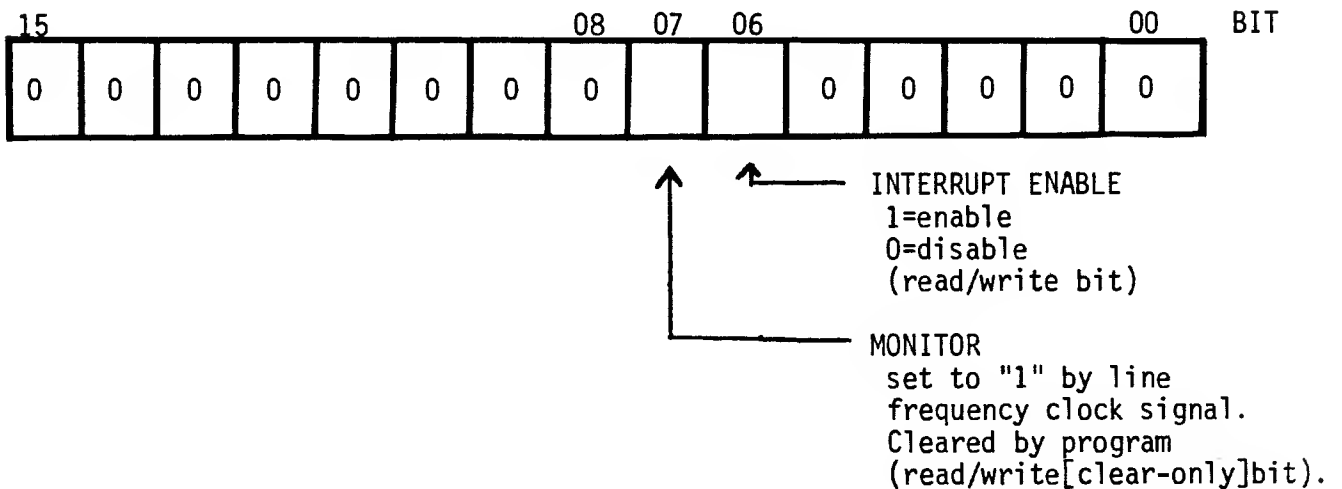 15 08 07 06 00 BIT
0 0 0 0 0 0 0 0 0 0 0 0 0
INTERRUPT ENABLE
1=enable
0=disable
(read/write bit)
MONITOR
set to "1" by line
frequency clock signal.
Cleared by program
(read/write[clear-only]bit).